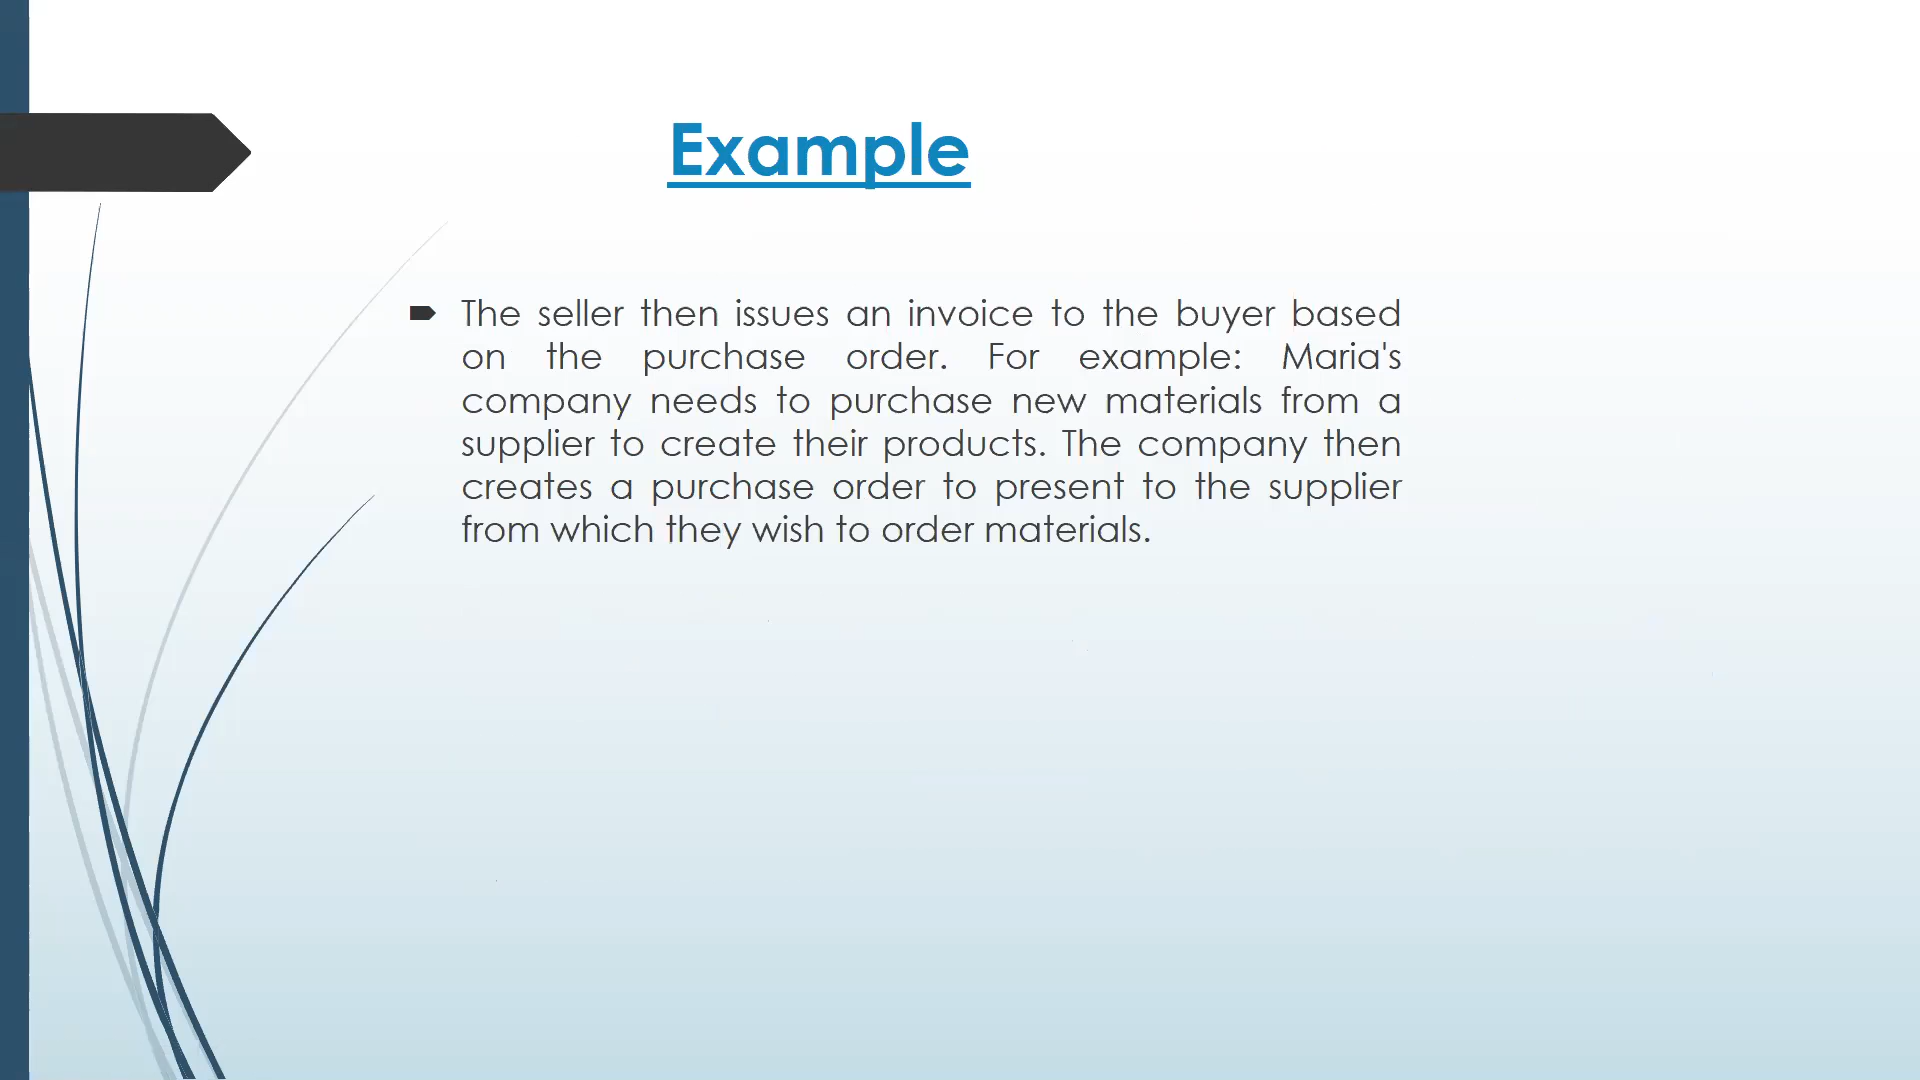 Example
The seller then issues an invoice to the buyer based
on the purchase order. For example: Maria's
company needs to purchase new materials from a
supplier to create their products. The company then
creates a purchase order to present to the supplier
from which they wish to order materials.